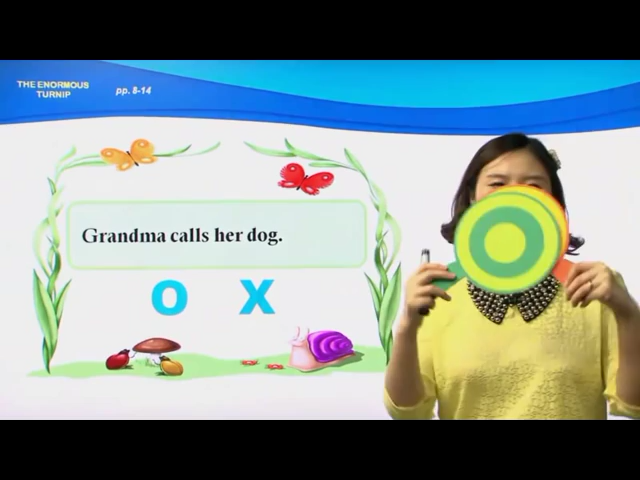 THE ENORMOUS
TURNIP
pp. 8-14
Grandma calls her dog.
O X